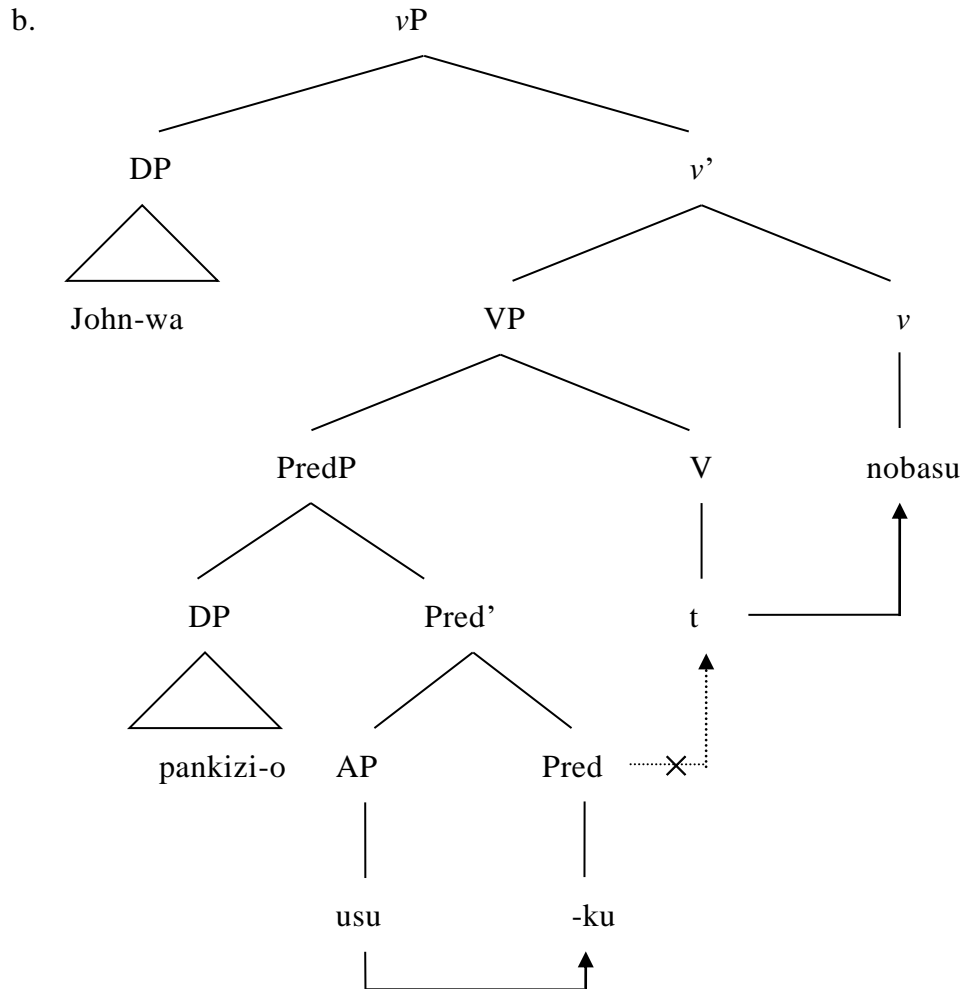 b. vP
DP v’
John-wa VP v
PredP V nobasu
DP Pred’ t
pankizi-o AP Pred
usu -ku